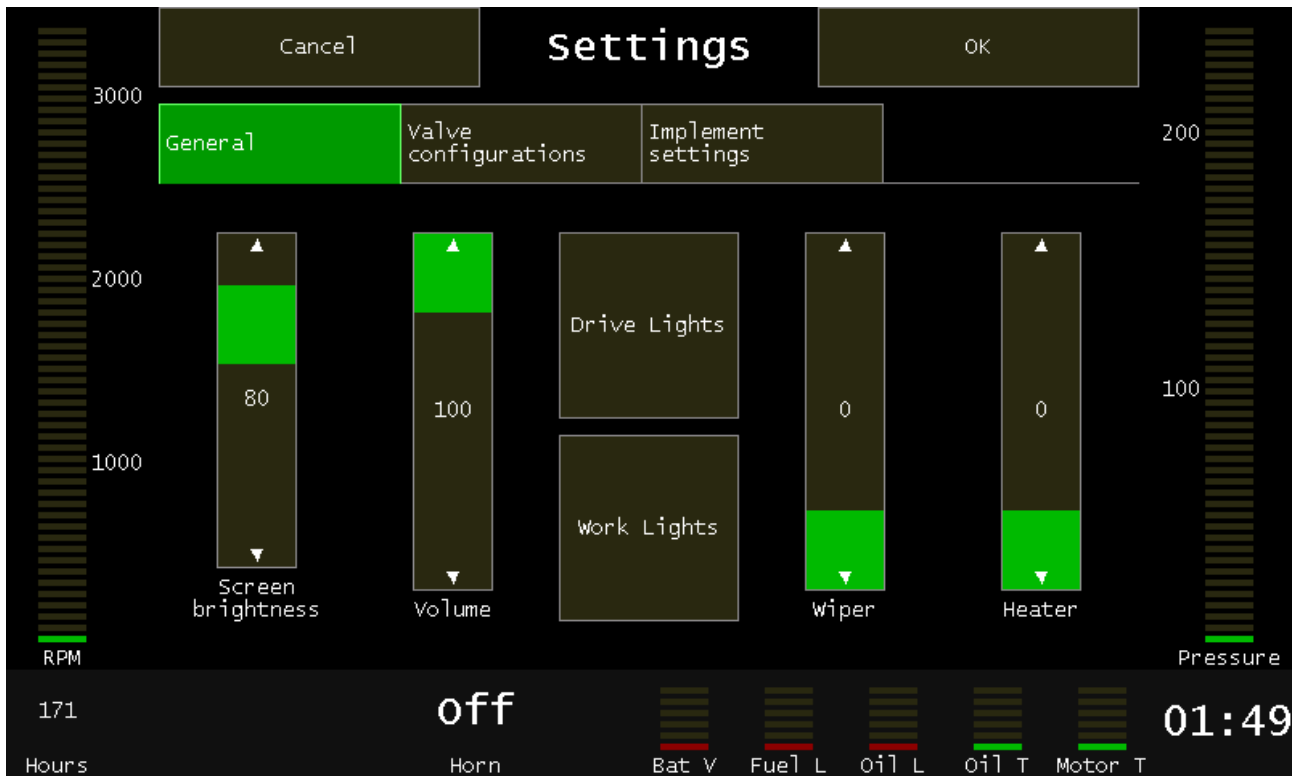 Cancel
Settings
OK
3000
General
Valve
configurations
Implement
settings
200
2000
Drive Lights
80
100
0
0
100
1000
Work Lights
Screen
brightness
Volume
Wiper
Heater
RPM
Pressure
171
Off
01:49
Hours
Horn
Bat V
Fuel L
Oil L
Oil T
Motor T